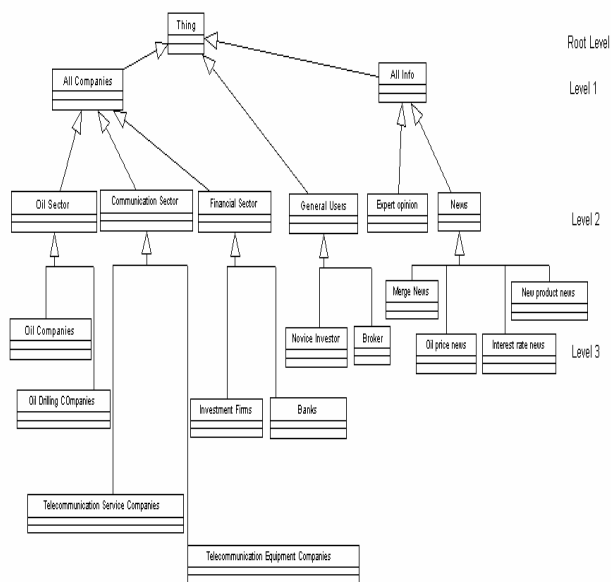 Thing
Root Level
All Companies
All Info
Level 1
Oil Sector
Communication Sector
Financial Sector
General Users
Expert opinion
News
Level 2
Merge News
New product news
Oil Companies
Novice Investor
Broker
Oil price news
Interest rate news
Level 3
Oil Drilling COmpanies
Investment Firms
Banks
Telecommunication Service Companies
Telecommunication Equipment Companies